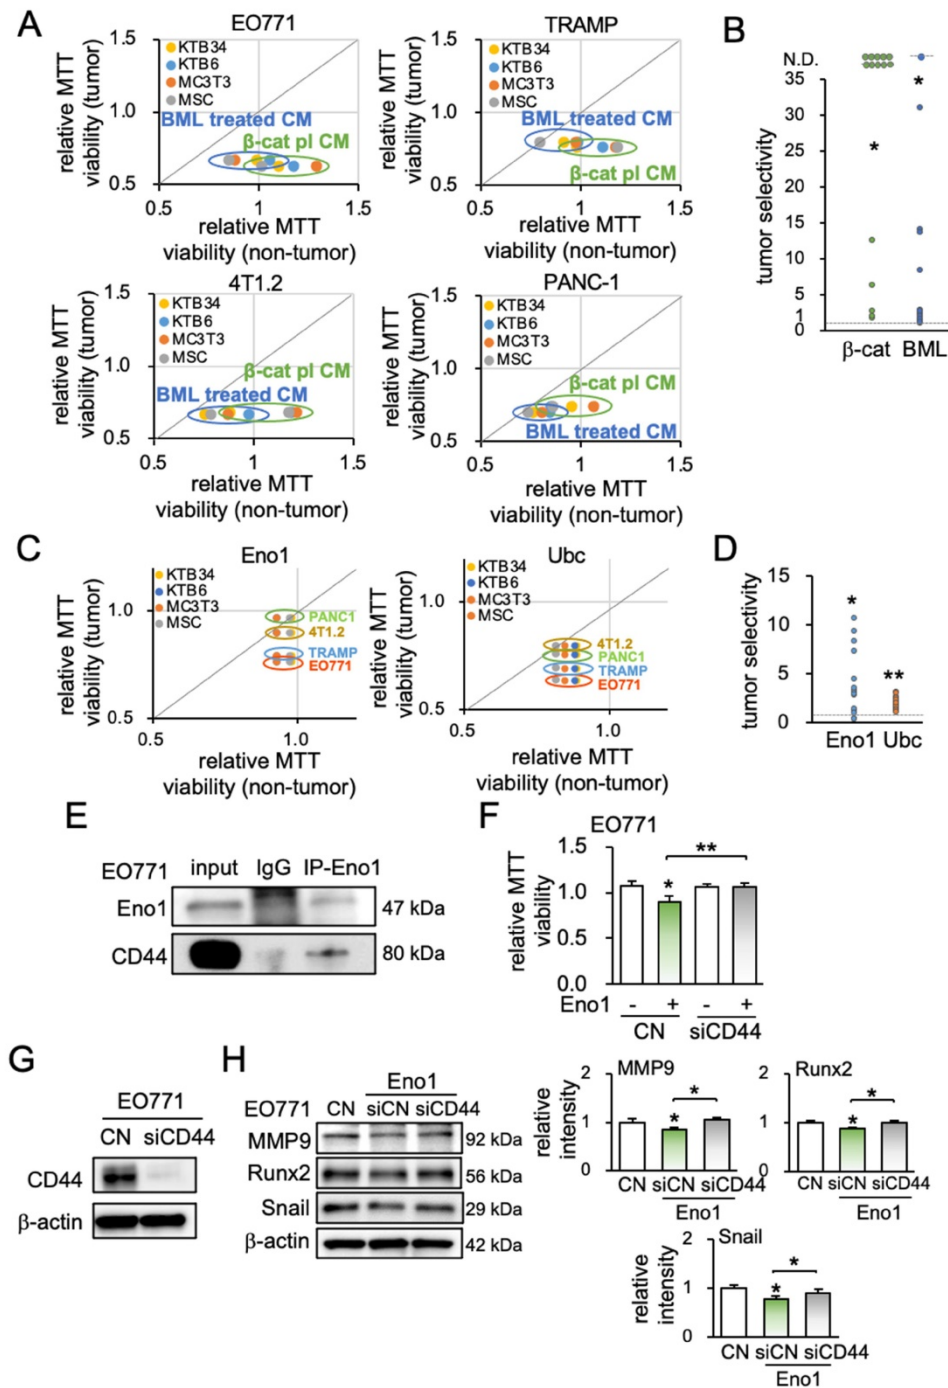 A
EO771
relative MTT
viability (tumor)
1.5
1.0
0.5
KTB34
KTB6
MC3T3
MSC
BML treated CM
β-cat pl CM
0.5
1
1.5
relative MTT
viability (non-tumor)
TRAMP
relative MTT
viability (tumor)
1.5
1.0
0.5
KTB34
KTB6
MC3T3
MSC
BML treated CM
β-cat pl CM
0.5
1
1.5
relative MTT
viability (non-tumor)
4T1.2
relative MTT
viability (tumor)
1.5
1.0
0.5
KTB34
KTB6
MC3T3
MSC
β-cat pl CM
BML treated CM
0.5
1
1.5
relative MTT
viability (non-tumor)
PANC-1
relative MTT
viability (tumor)
1.5
1.0
0.5
KTB34
KTB6
MC3T3
MSC
β-cat pl CM
BML treated CM
0.5
1
1.5
relative MTT
viability (non-tumor)
B
tumor selectivity
N.D.
35
30
25
20
15
10
5
1
0
*
*
β-cat BML
C
Eno1
relative MTT
viability (tumor)
1.0
0.5
KTB34
KTB6
MC3T3
MSC
PANC1
4T1.2
TRAMP
EO771
0.5
1.0
relative MTT
viability (non-tumor)
Ubc
relative MTT
viability (tumor)
1.0
0.5
KTB34
KTB6
MC3T3
MSC
4T1.2
PANC1
TRAMP
EO771
0.5
1.0
relative MTT
viability (non-tumor)
D
tumor selectivity
15
10
5
0
*
**
Eno1 Ubc
E
EO771 input IgG IP-Eno1
Eno1 47 kDa
CD44 80 kDa
F
EO771
relative MTT
viability
1.5
1.0
0.5
0.0
*
**
Eno1 - + - +
CN siCD44
G
EO771
CN siCD44
CD44
β-actin
H
Eno1
EO771 CN siCN siCD44
MMP9 92 kDa
Runx2 56 kDa
Snail 29 kDa
β-actin 42 kDa
MMP9
relative
intensity
2
1
0
*
*
CN siCN siCD44
Eno1
Runx2
2
1
0
*
*
CN siCN siCD44
Eno1
Snail
relative
intensity
2
1
0
*
*
CN siCN siCD44
Eno1